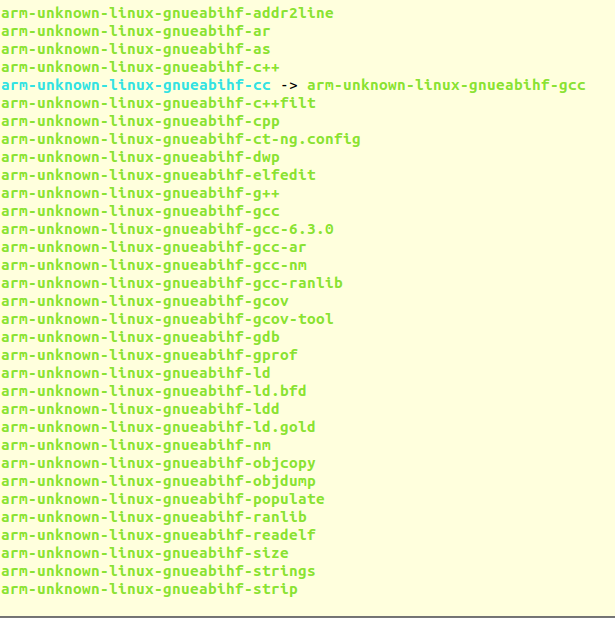 arm-unknown-linux-gnueabihf-addr2line
arm-unknown-linux-gnueabihf-ar
arm-unknown-linux-gnueabihf-as
arm-unknown-linux-gnueabihf-c++
arm-unknown-linux-gnueabihf-cc -> arm-unknown-linux-gnueabihf-gcc
arm-unknown-linux-gnueabihf-c++filt
arm-unknown-linux-gnueabihf-cpp
arm-unknown-linux-gnueabihf-ct-ng.config
arm-unknown-linux-gnueabihf-dwp
arm-unknown-linux-gnueabihf-elfedit
arm-unknown-linux-gnueabihf-g++
arm-unknown-linux-gnueabihf-gcc
arm-unknown-linux-gnueabihf-gcc-6.3.0
arm-unknown-linux-gnueabihf-gcc-ar
arm-unknown-linux-gnueabihf-gcc-nm
arm-unknown-linux-gnueabihf-gcc-ranlib
arm-unknown-linux-gnueabihf-gcov
arm-unknown-linux-gnueabihf-gcov-tool
arm-unknown-linux-gnueabihf-gdb
arm-unknown-linux-gnueabihf-gprof
arm-unknown-linux-gnueabihf-ld
arm-unknown-linux-gnueabihf-ld.bfd
arm-unknown-linux-gnueabihf-ldd
arm-unknown-linux-gnueabihf-ld.gold
arm-unknown-linux-gnueabihf-nm
arm-unknown-linux-gnueabihf-objcopy
arm-unknown-linux-gnueabihf-objdump
arm-unknown-linux-gnueabihf-populate
arm-unknown-linux-gnueabihf-ranlib
arm-unknown-linux-gnueabihf-readelf
arm-unknown-linux-gnueabihf-size
arm-unknown-linux-gnueabihf-strings
arm-unknown-linux-gnueabihf-strip